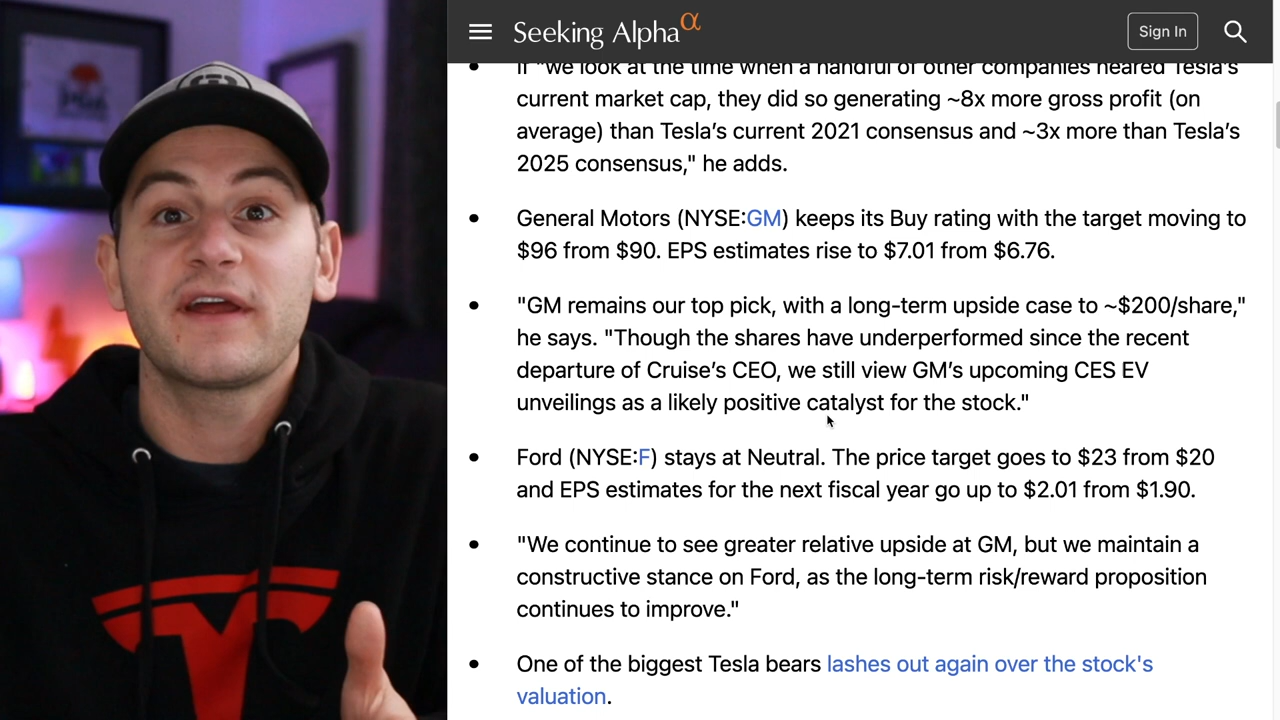 Seeking Alpha α
Sign In
If "we look at the time when a handful of other companies neared Tesla's
current market cap, they did so generating ~8x more gross profit (on
average) than Tesla's current 2021 consensus and ~3x more than Tesla's
2025 consensus," he adds.
General Motors (NYSE:GM) keeps its Buy rating with the target moving to
$96 from $90. EPS estimates rise to $7.01 from $6.76.
"GM remains our top pick, with a long-term upside case to ~$200/share,"
he says. "Though the shares have underperformed since the recent
departure of Cruise's CEO, we still view GM's upcoming CES EV
unveilings as a likely positive catalyst for the stock."
Ford (NYSE:F) stays at Neutral. The price target goes to $23 from $20
and EPS estimates for the next fiscal year go up to $2.01 from $1.90.
"We continue to see greater relative upside at GM, but we maintain a
constructive stance on Ford, as the long-term risk/reward proposition
continues to improve."
One of the biggest Tesla bears lashes out again over the stock's
valuation.